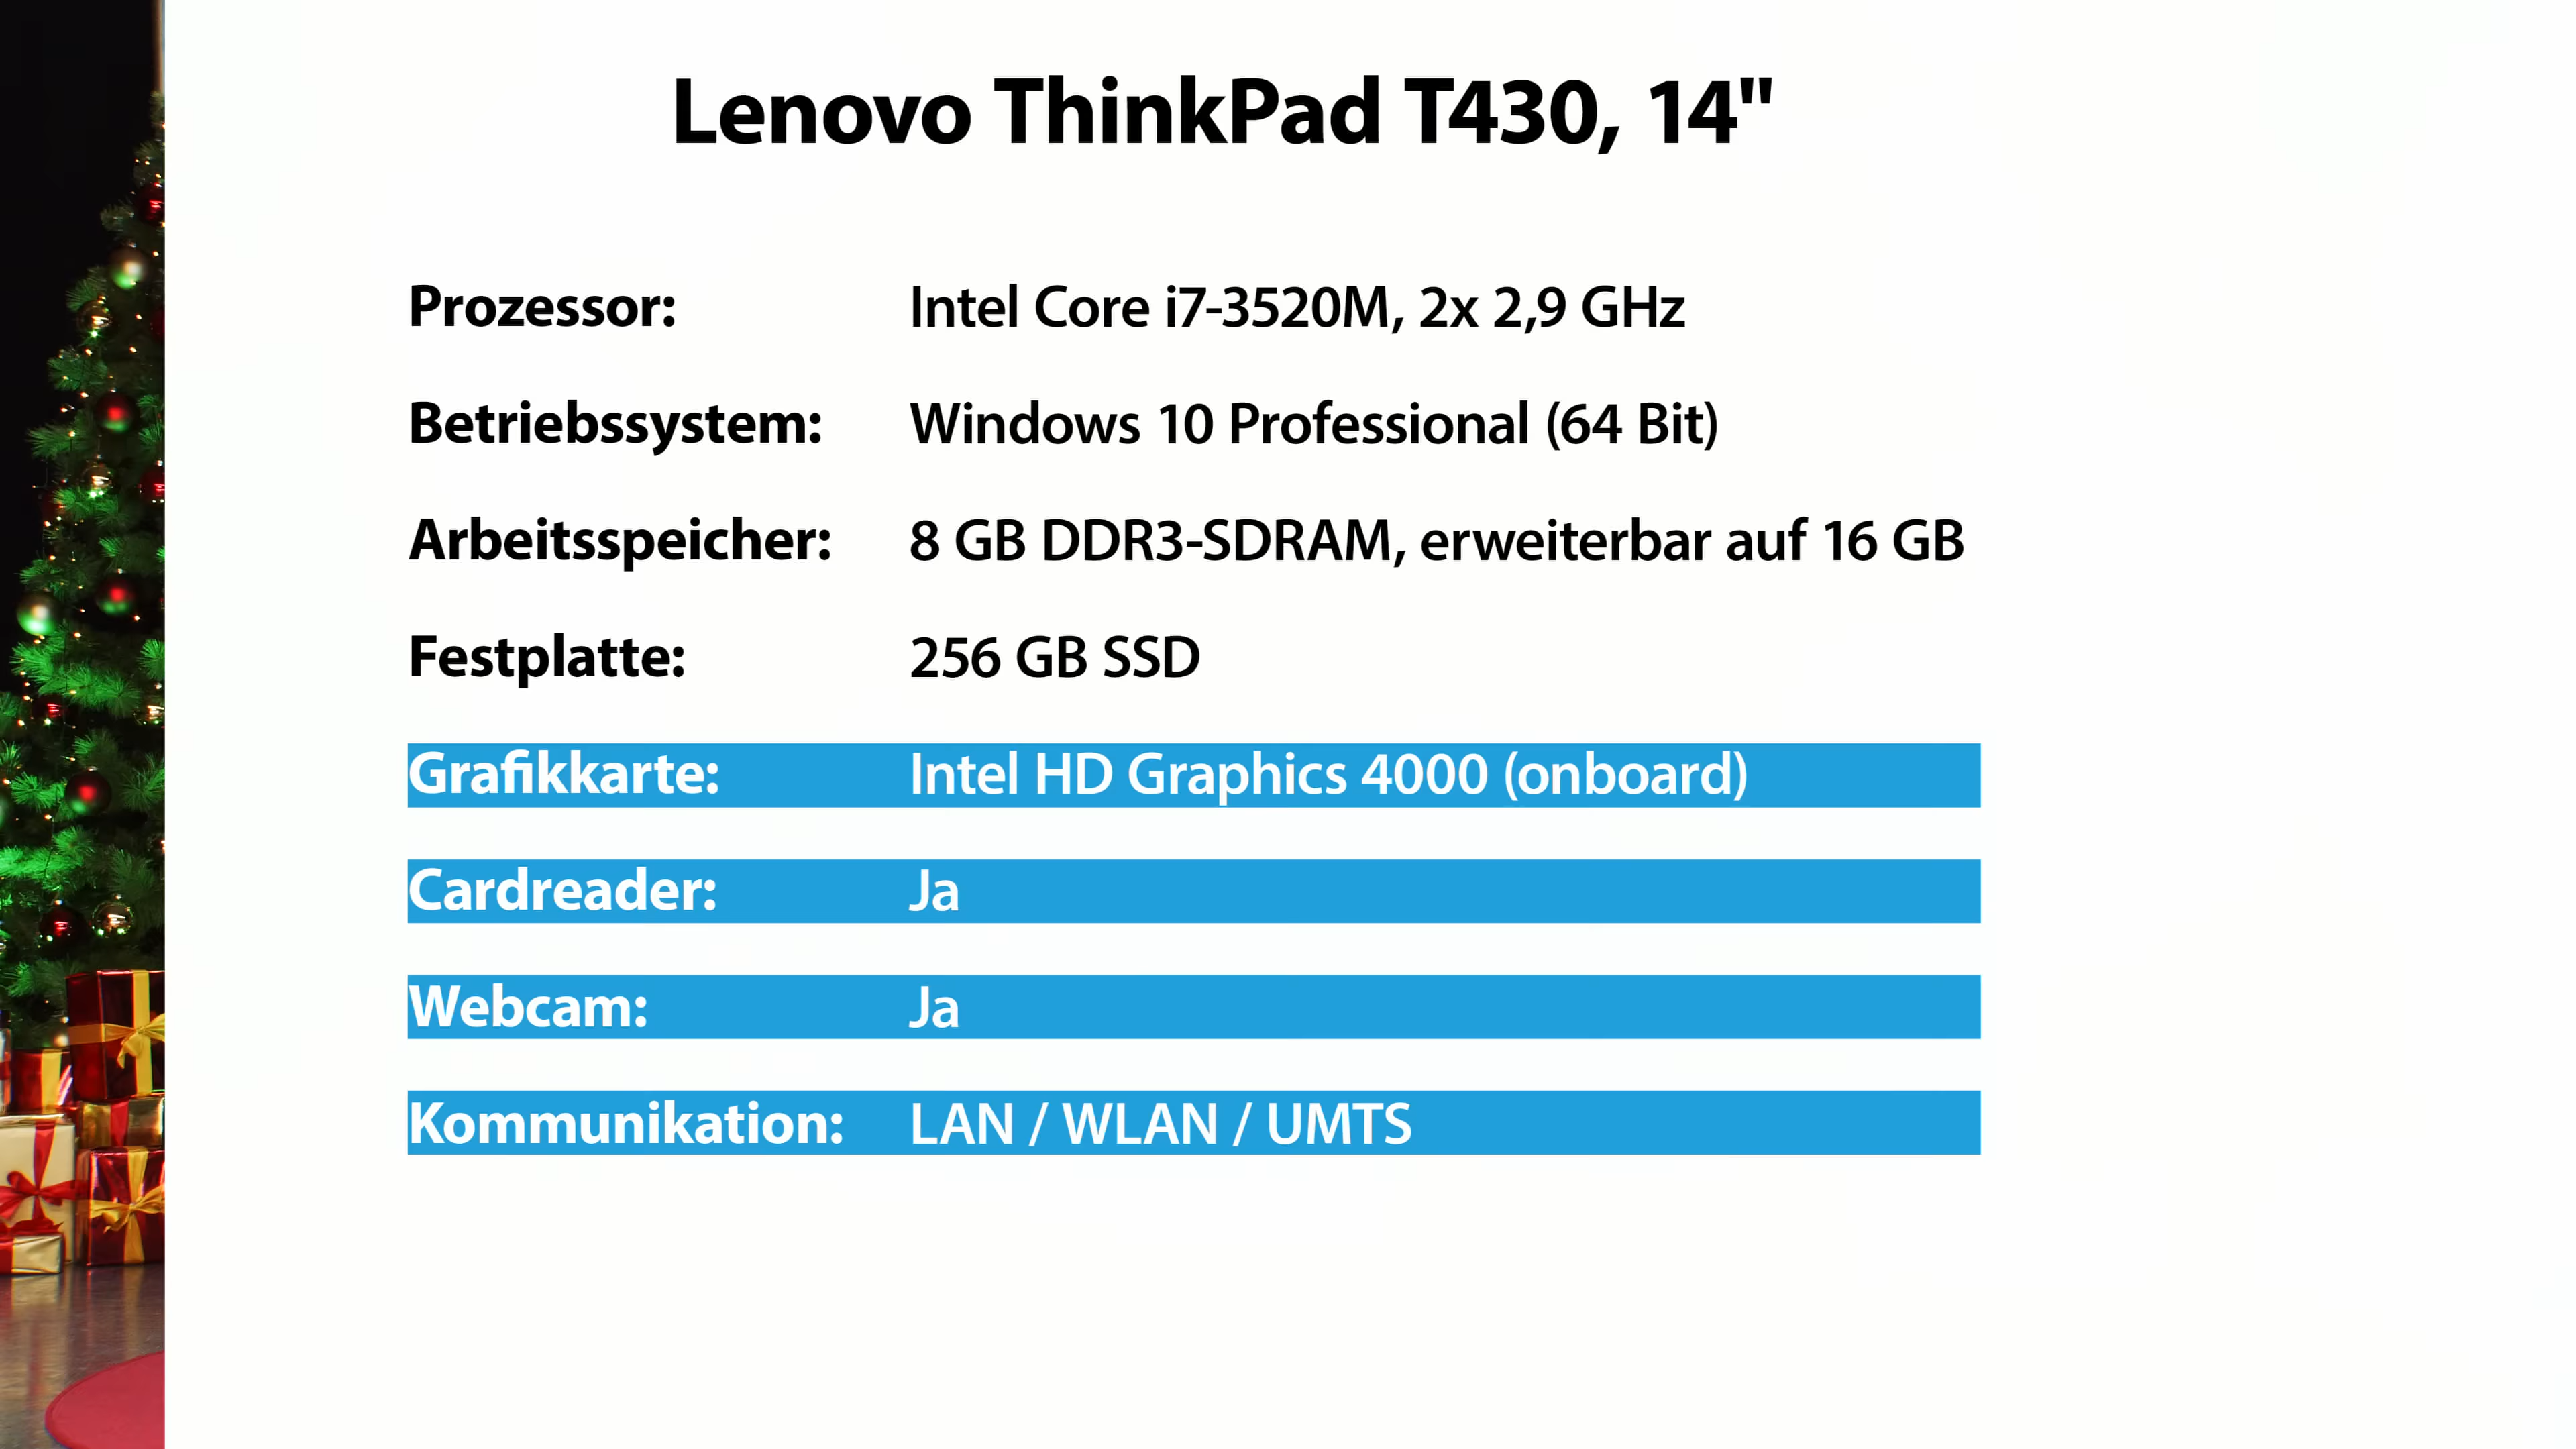 Lenovo ThinkPad T430, 14"
Prozessor: Intel Core i7-3520M, 2x 2,9 GHz
Betriebssystem: Windows 10 Professional (64 Bit)
Arbeitsspeicher: 8 GB DDR3-SDRAM, erweiterbar auf 16 GB
Festplatte: 256 GB SSD
Grafikkarte: Intel HD Graphics 4000 (onboard)
Cardreader: Ja
Webcam: Ja
Kommunikation: LAN / WLAN / UMTS